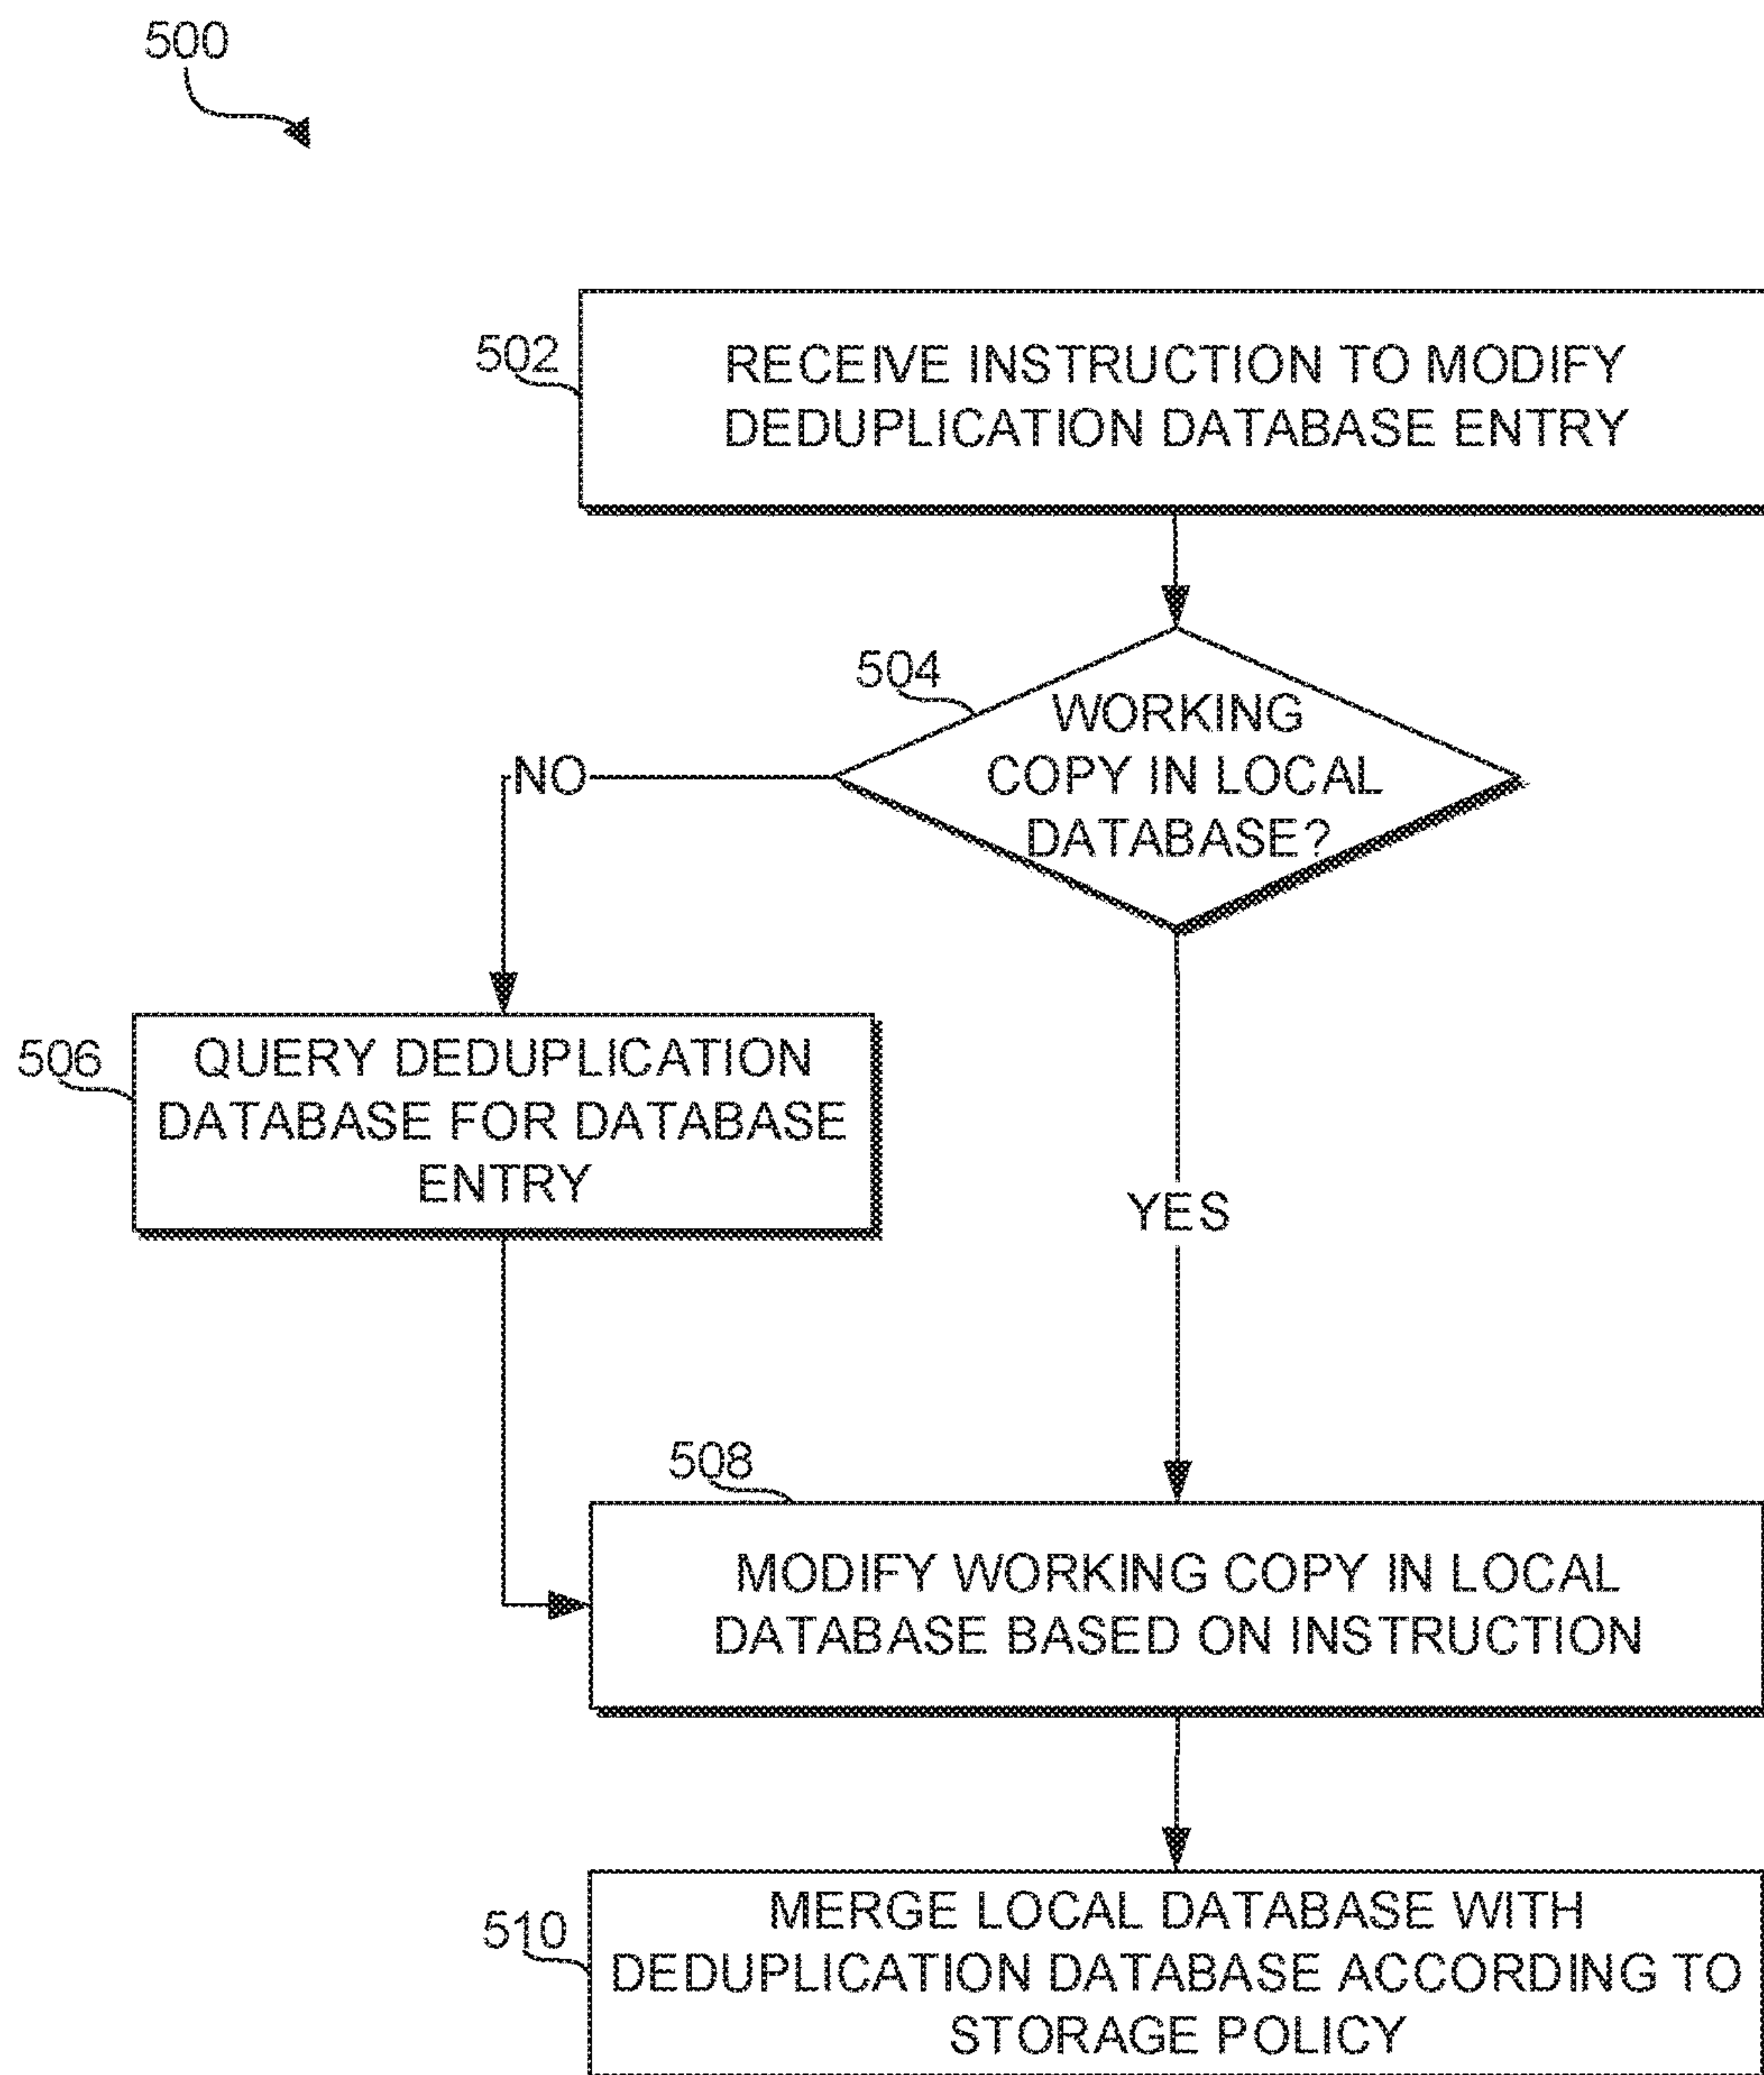 500
502
RECEIVE INSTRUCTION TO MODIFY
DEDUPLICATION DATABASE ENTRY
504
WORKING
COPY IN LOCAL
DATABASE?
NO
506
QUERY DEDUPLICATION
DATABASE FOR DATABASE
ENTRY
YES
508
MODIFY WORKING COPY IN LOCAL
DATABASE BASED ON INSTRUCTION
510
MERGE LOCAL DATABASE WITH
DEDUPLICATION DATABASE ACCORDING TO
STORAGE POLICY